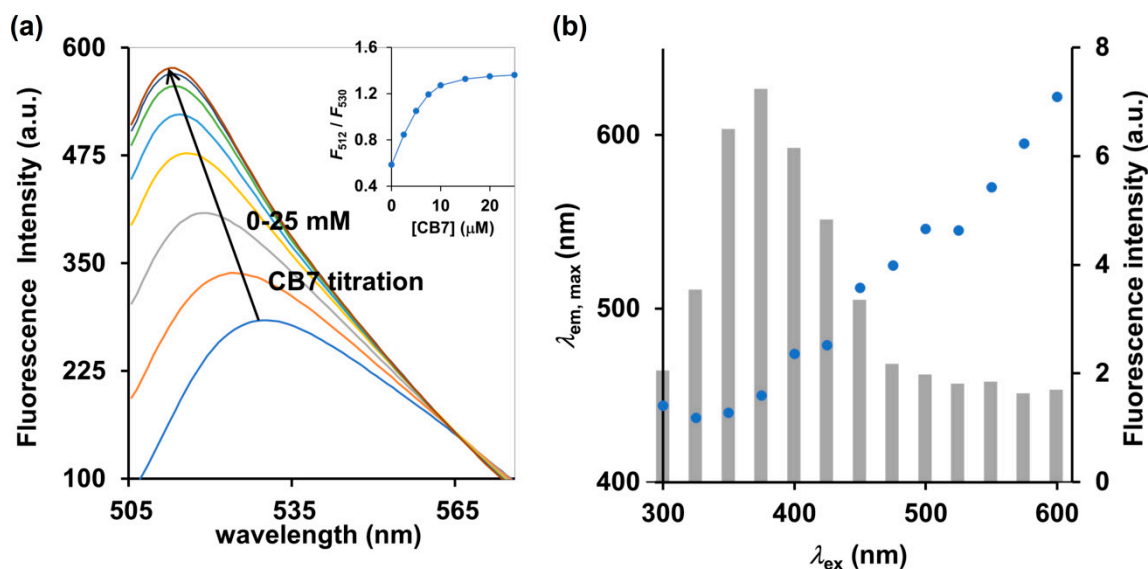 (a)
Fluorescence Intensity (a.u.)
600
475
350
225
100
505
535
565
wavelength (nm)
0-25 mM
CB7 titration
F512 / F530
1.6
1.2
0.8
0.4
0
10
20
[CB7] (μM)
(b)
λem, max (nm)
600
500
400
300
400
500
600
λex (nm)
8
6
4
2
0
Fluorescence intensity (a.u.)